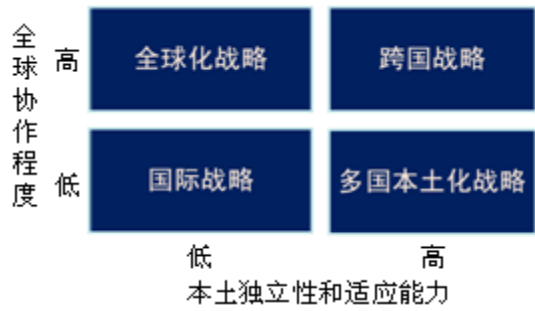 全球协作程度
高
全球化战略
跨国战略
低
国际战略
多国本土化战略
低
高
本土独立性和适应能力